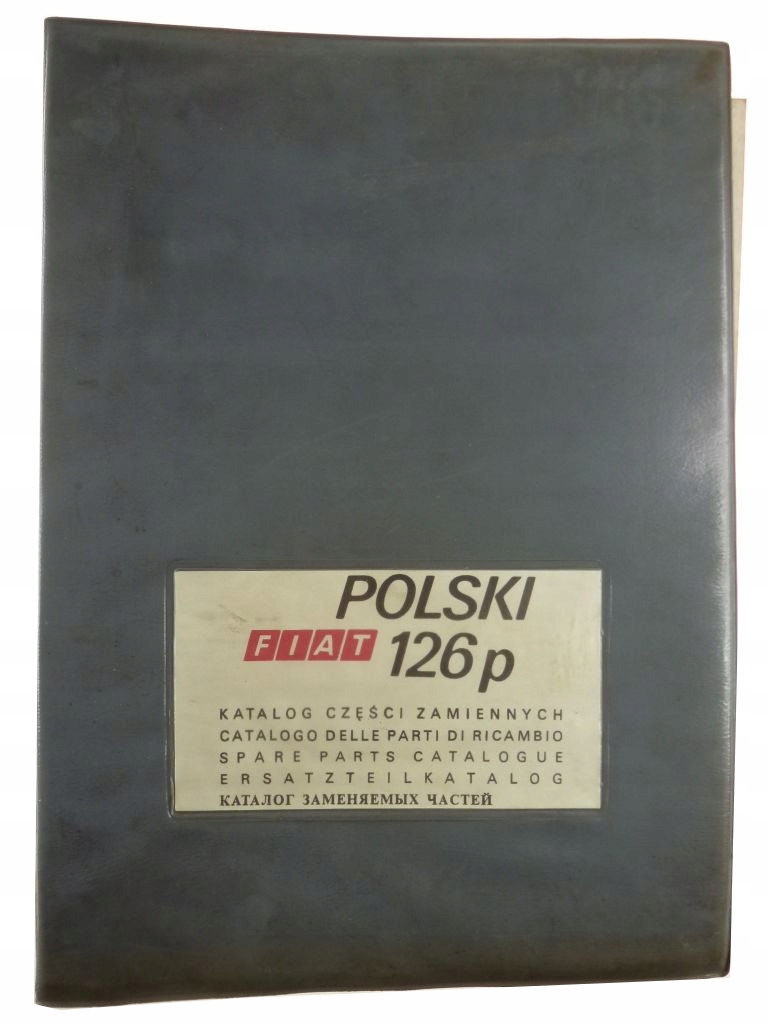 POLSKI
FIAT 126p
KATALOG CZĘŚCI ZAMIENNYCH
CATALOGO DELLE PARTI DI RICAMBIO
SPARE PARTS CATALOGUE
ERSATZTEILKATALOG
КАТАЛОГ ЗАМЕНЯЕМЫХ ЧАСТЕЙ